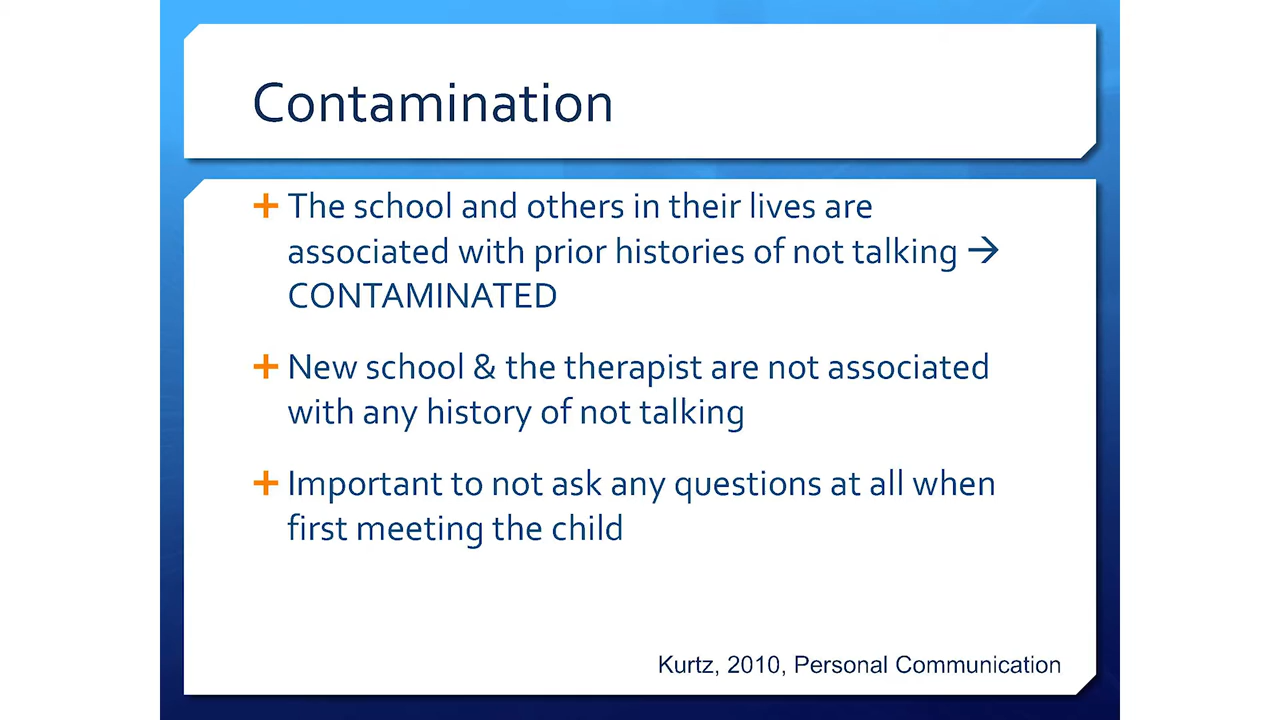 Contamination
The school and others in their lives are
associated with prior histories of not talking →
CONTAMINATED
New school & the therapist are not associated
with any history of not talking
Important to not ask any questions at all when
first meeting the child
Kurtz, 2010, Personal Communication